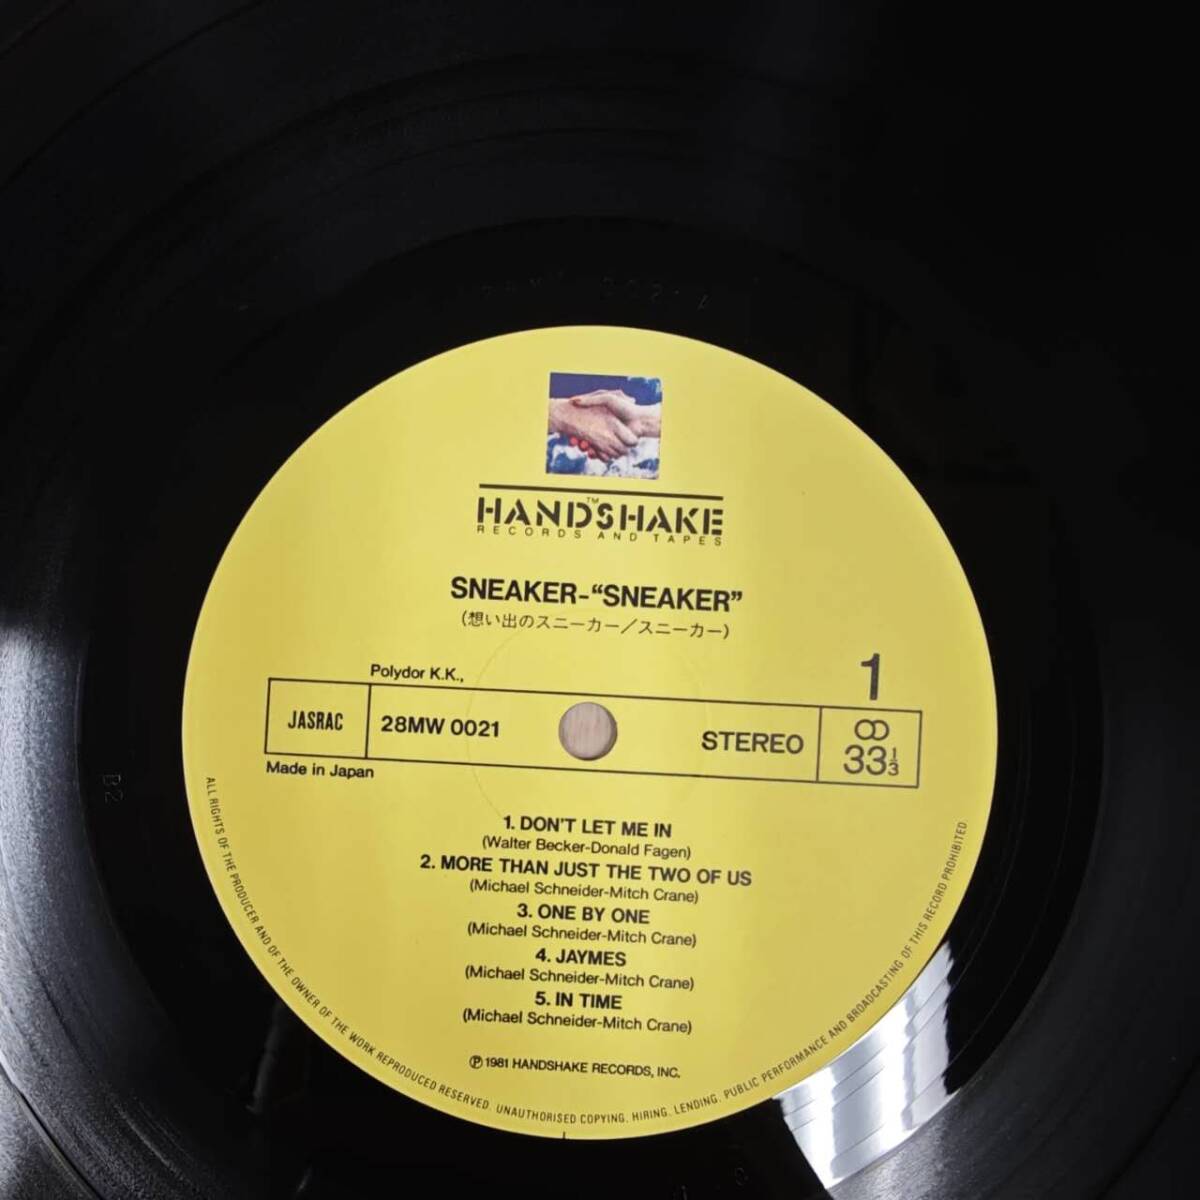 HANDSHAKE™
RECORDS AND TAPES
SNEAKER-“SNEAKER”
(想い出のスニーカー／スニーカー)
1
Polydor K.K.,
JASRAC
28MW 0021
STEREO
33 1/3
Made in Japan
1. DON'T LET ME IN
(Walter Becker-Donald Fagen)
2. MORE THAN JUST THE TWO OF US
(Michael Schneider-Mitch Crane)
3. ONE BY ONE
(Michael Schneider-Mitch Crane)
4. JAYMES
(Michael Schneider-Mitch Crane)
5. IN TIME
(Michael Schneider-Mitch Crane)
Ⓟ 1981 HANDSHAKE RECORDS, INC.
ALL RIGHTS OF THE PRODUCER AND OF THE OWNER OF THE WORK REPRODUCED RESERVED. UNAUTHORISED COPYING. HIRING. LENDING. PUBLIC PERFORMANCE AND BROADCASTING OF THIS RECORD PROHIBITED.
B2